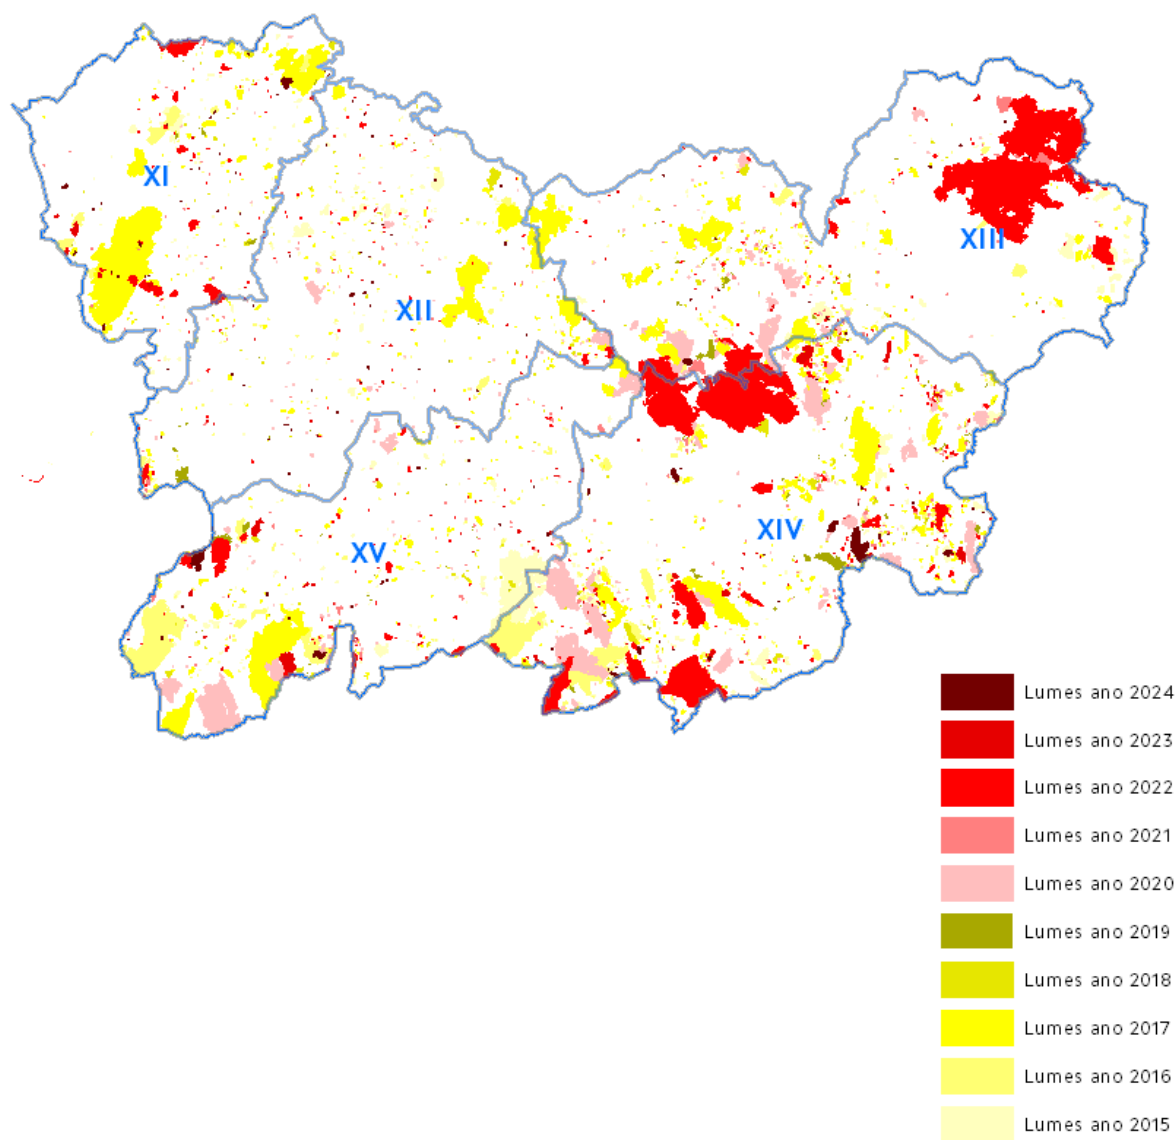 XI
XIII
XII
XIV
XV
Lumes ano 2024
Lumes ano 2023
Lumes ano 2022
Lumes ano 2021
Lumes ano 2020
Lumes ano 2019
Lumes ano 2018
Lumes ano 2017
Lumes ano 2016
Lumes ano 2015